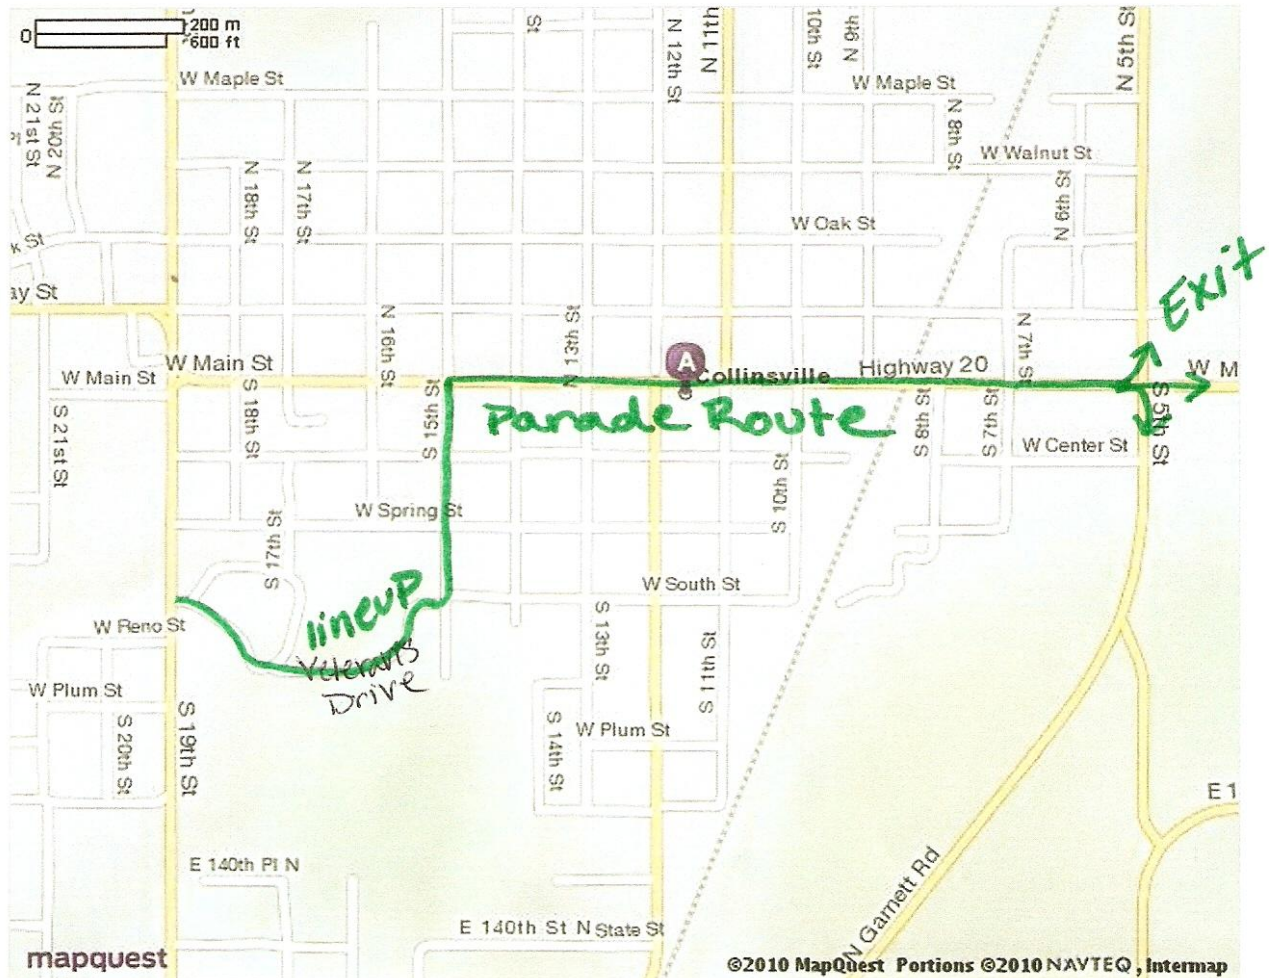 0
200 m
600 ft
St
N 12th St
N 11th
10th St
N 9th
N 5th St
W Maple St
W Maple St
N 21st St
N 20th St
Pl
N 8th St
W Walnut St
N 18th St
N 17th St
N 6th St
W Oak St
k St
ay St
Exit
N 16th St
N 13th St
N 7th St
W Main St
W Main St
A
Collinsville
Highway 20
W M
Parade Route
S 21st St
S 18th St
S 15th St
S 8th St
S 7th St
S 5th St
W Center St
S 10th St
W Spring St
S 17th St
W South St
lineup
W Reno St
Veterans
Drive
S 13th St
S 11th St
W Plum St
S 20th St
S 19th St
S 14th St
W Plum St
E 1
E 140th Pl N
N Garnett Rd
E 140th St N
State St
mapquest
©2010 MapQuest Portions ©2010 NAVTEQ, Intermap